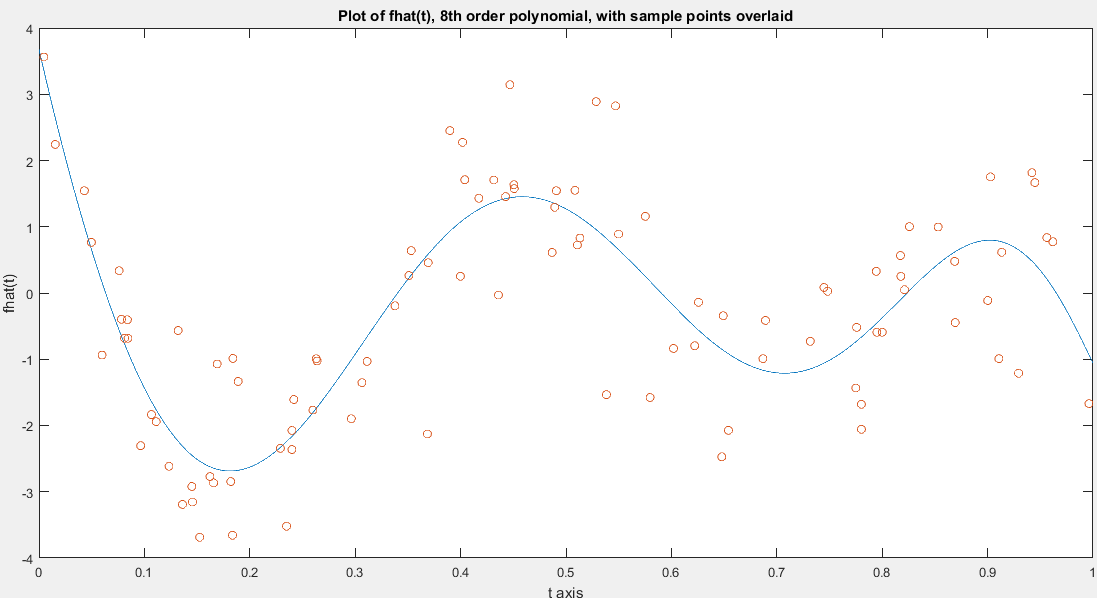 Plot of fhat(t), 8th order polynomial, with sample points overlaid
4
3
2
1
0
-1
-2
-3
-4
fhat(t)
0 0.1 0.2 0.3 0.4 0.5 0.6 0.7 0.8 0.9 1
t axis